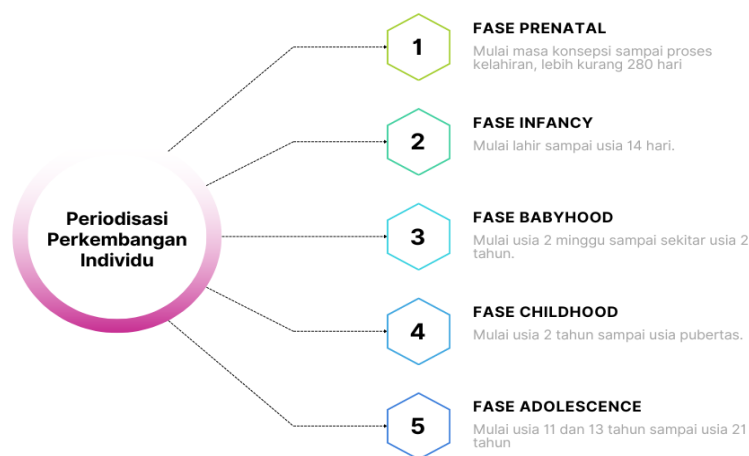 Periodisasi
Perkembangan
Individu
1
FASE PRENATAL
Mulai masa konsepsi sampai proses
kelahiran, lebih kurang 280 hari
2
FASE INFANCY
Mulai lahir sampai usia 14 hari.
3
FASE BABYHOOD
Mulai usia 2 minggu sampai sekitar usia 2
tahun.
4
FASE CHILDHOOD
Mulai usia 2 tahun sampai usia pubertas.
5
FASE ADOLESCENCE
Mulai usia 11 dan 13 tahun sampai usia 21
tahun